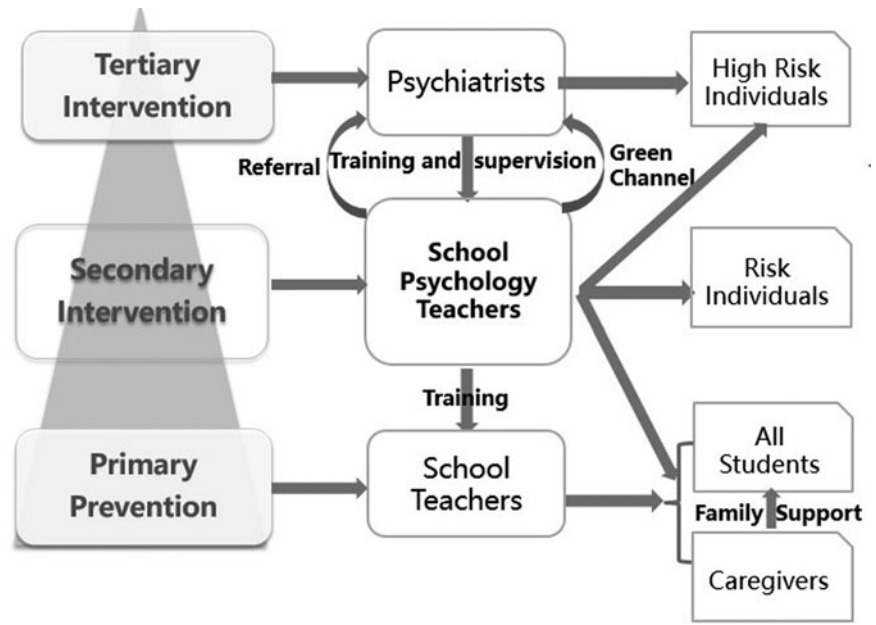 Tertiary
Intervention
Psychiatrists
High Risk
Individuals
Referral
Training and supervision
Green
Channel
Secondary
Intervention
School
Psychology
Teachers
Risk
Individuals
Training
Primary
Prevention
School
Teachers
All
Students
Family Support
Caregivers